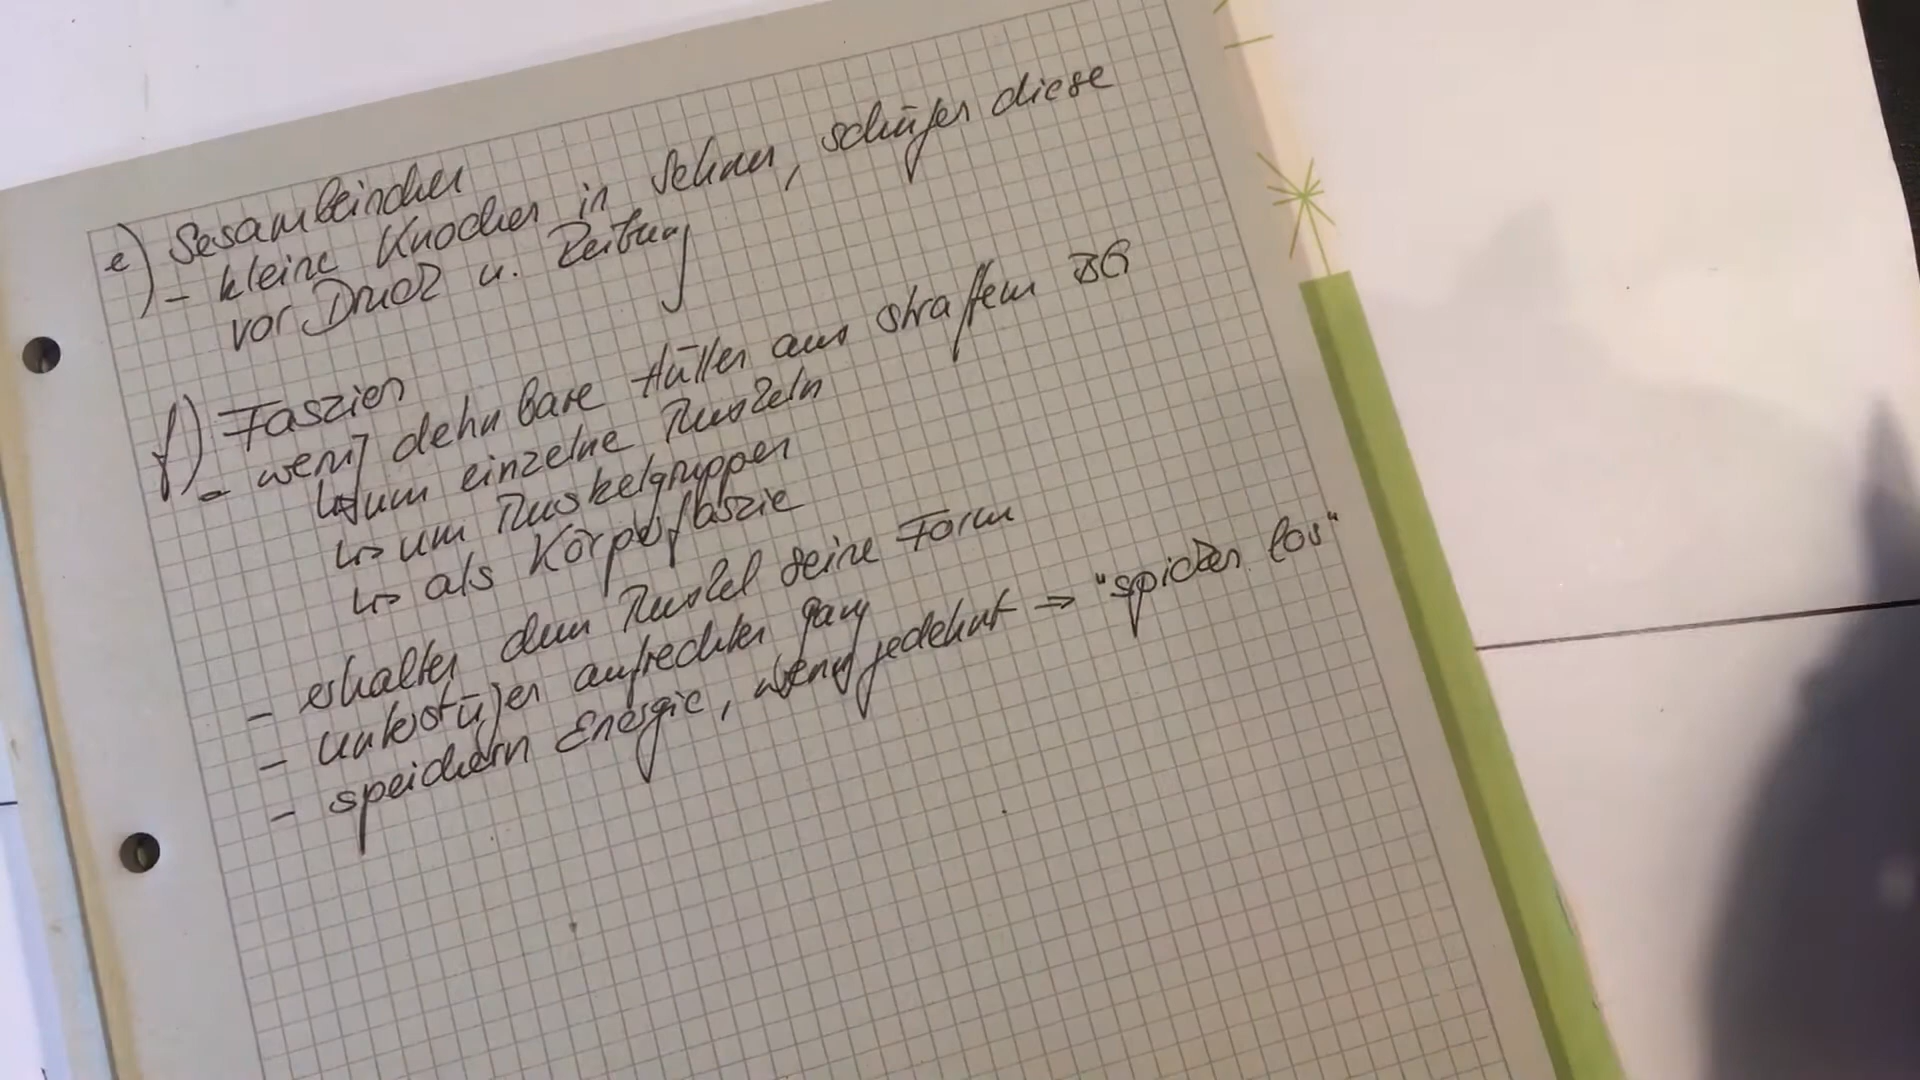 e) Sesambeinchen
- kleine Knochen in Sehnen, schützen diese
vor Druck u. Reibung
f) Faszien
- wenig dehnbare Hüllen aus straffem BG
↳ um einzelne Muskeln
↳ um Muskelgruppen
↳ als Körperfaszie
- erhalten dem Muskel seine Form
- unterstützen aufrechten Gang
- speichern Energie, wenn gedehnt ⇒ "spicken los"